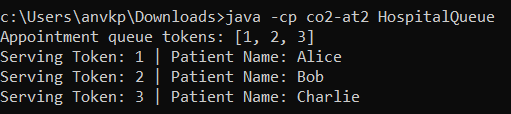 c:\Users\anvkp\Downloads>java -cp co2-at2 HospitalQueue
Appointment queue tokens: [1, 2, 3]
Serving Token: 1 | Patient Name: Alice
Serving Token: 2 | Patient Name: Bob
Serving Token: 3 | Patient Name: Charlie